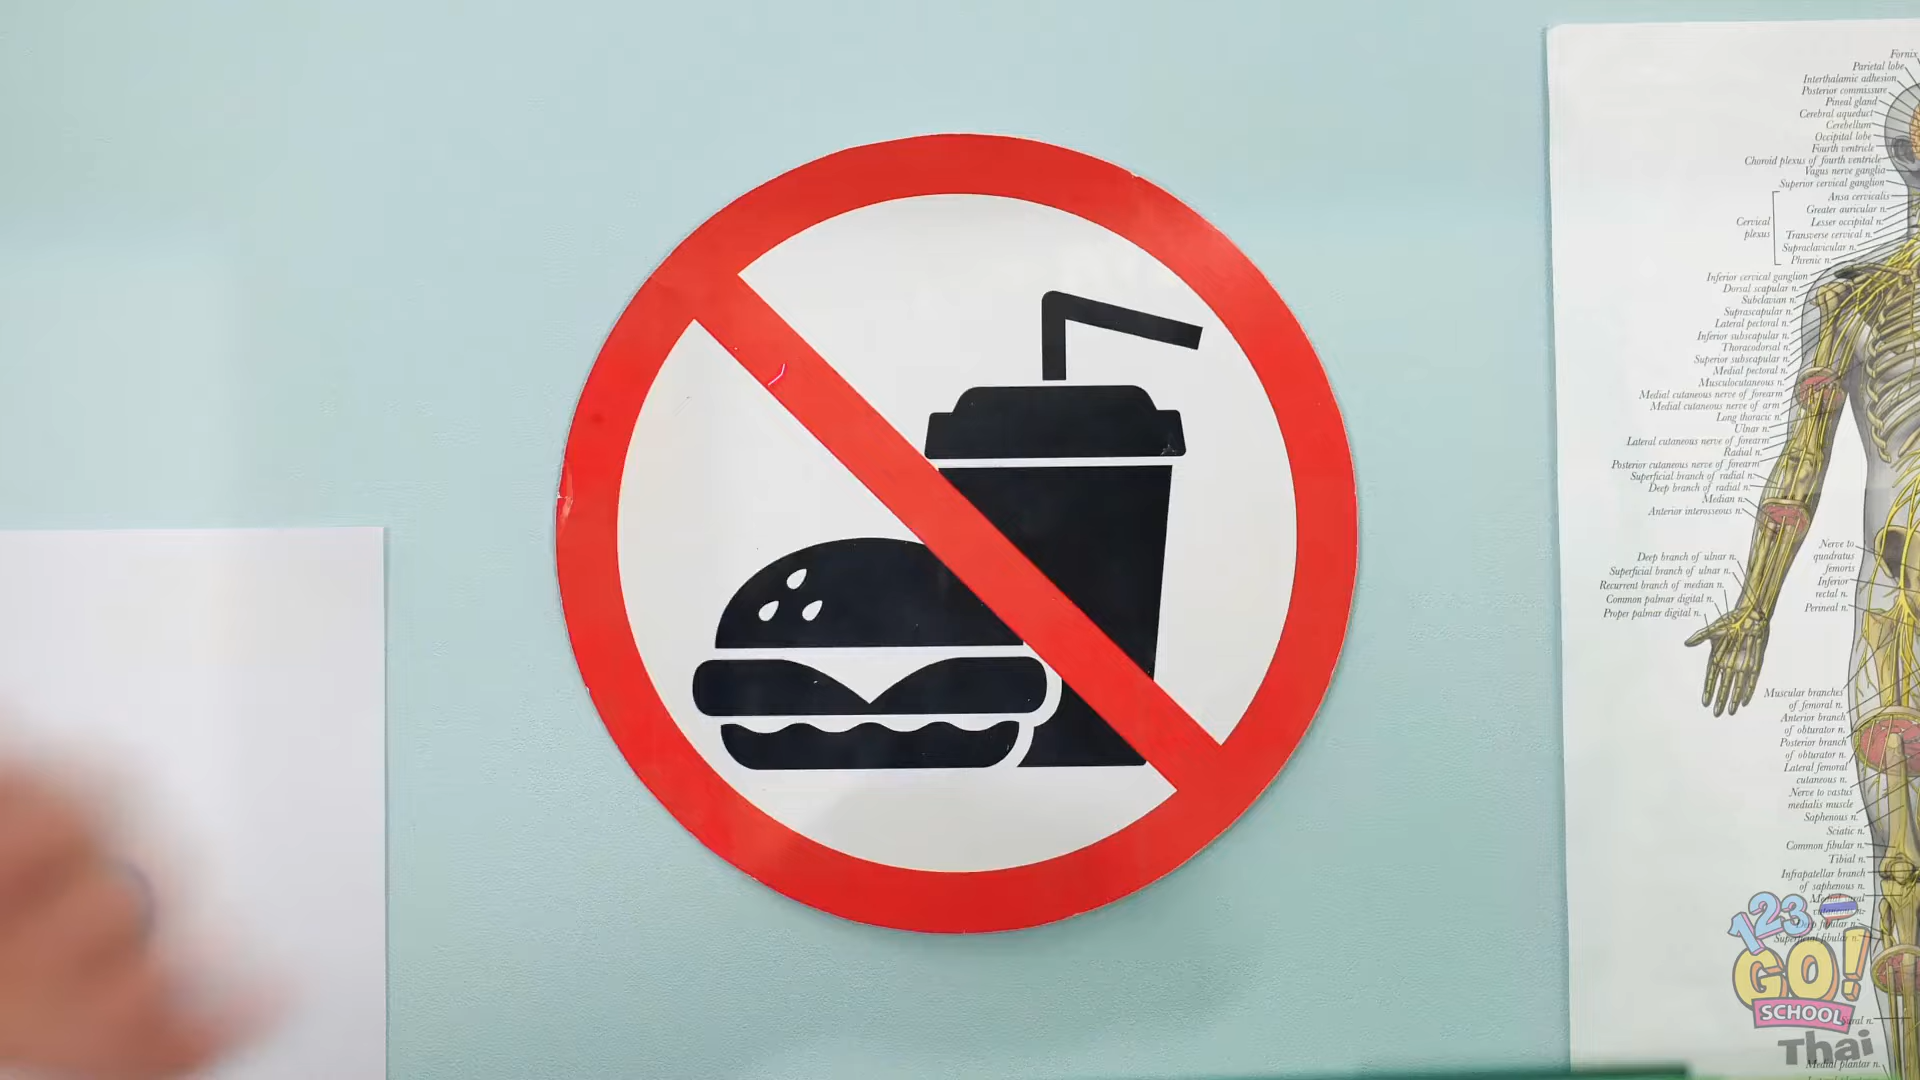 Fornix
Parietal lobe
Interthalamic adhesion
Posterior commissure
Pineal gland
Cerebral aqueduct
Cerebellum
Occipital lobe
Fourth ventricle
Choroid plexus of fourth ventricle
Vagus nerve ganglia
Superior cervical ganglion
Cervical
plexus
Ansa cervicalis
Greater auricular n.
Lesser occipital n.
Transverse cervical n.
Supraclavicular n.
Phrenic n.
Inferior cervical ganglion
Dorsal scapular n.
Subclavian n.
Suprascapular n.
Lateral pectoral n.
Inferior subscapular n.
Thoracodorsal n.
Superior subscapular n.
Medial pectoral n.
Musculocutaneous n.
Medial cutaneous nerve of forearm
Medial cutaneous nerve of arm
Long thoracic n.
Ulnar n.
Lateral cutaneous nerve of forearm
Radial n.
Posterior cutaneous nerve of forearm
Superficial branch of radial n.
Deep branch of radial n.
Median n.
Anterior interosseous n.
Deep branch of ulnar n.
Superficial branch of ulnar n.
Recurrent branch of median n.
Common palmar digital n.
Proper palmar digital n.
Nerve to
quadratus
femoris
Inferior
rectal n.
Perineal n.
Muscular branches
of femoral n.
Anterior branch
of obturator n.
Posterior branch
of obturator n.
Lateral femoral
cutaneous n.
Nerve to vastus
medialis muscle
Saphenous n.
Sciatic n.
Common fibular n.
Tibial n.
Infrapatellar branch
of saphenous n.
Superficial fibular n.
Medial plantar n.
123
GO!
SCHOOL
Thai